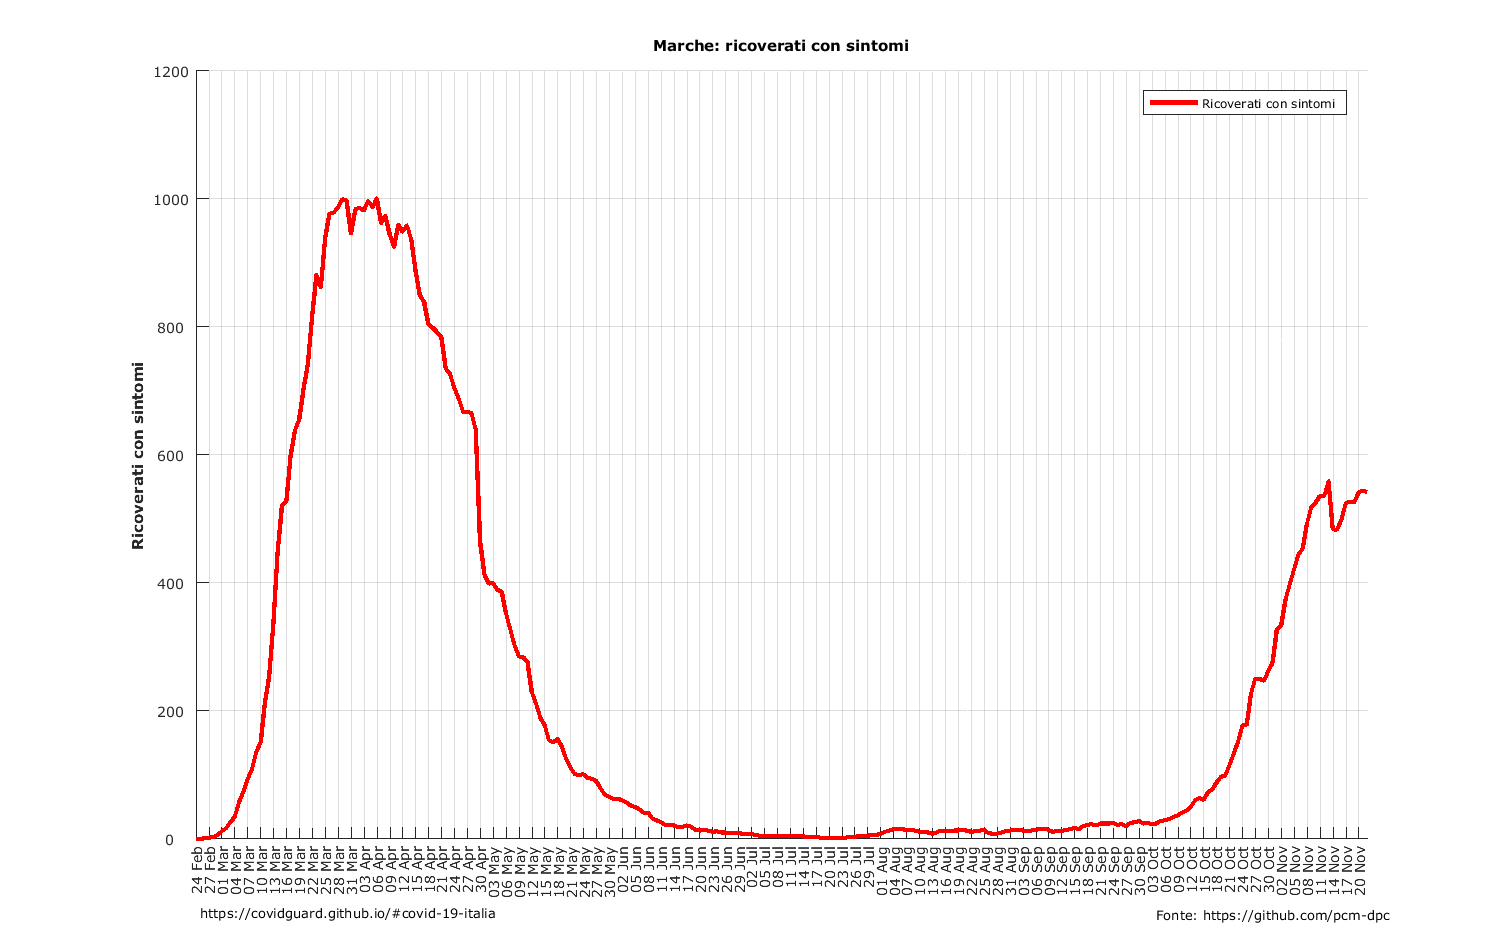 Marche: ricoverati con sintomi
Ricoverati con sintomi
Ricoverati con sintomi
1200
1000
800
600
400
200
0
24 Feb
27 Feb
01 Mar
04 Mar
07 Mar
10 Mar
13 Mar
16 Mar
19 Mar
22 Mar
25 Mar
28 Mar
31 Mar
03 Apr
06 Apr
09 Apr
12 Apr
15 Apr
18 Apr
21 Apr
24 Apr
27 Apr
30 Apr
03 May
06 May
09 May
12 May
15 May
18 May
21 May
24 May
27 May
30 May
02 Jun
05 Jun
08 Jun
11 Jun
14 Jun
17 Jun
20 Jun
23 Jun
26 Jun
29 Jun
02 Jul
05 Jul
08 Jul
11 Jul
14 Jul
17 Jul
20 Jul
23 Jul
26 Jul
29 Jul
01 Aug
04 Aug
07 Aug
10 Aug
13 Aug
16 Aug
19 Aug
22 Aug
25 Aug
28 Aug
31 Aug
03 Sep
06 Sep
09 Sep
12 Sep
15 Sep
18 Sep
21 Sep
24 Sep
27 Sep
30 Sep
03 Oct
06 Oct
09 Oct
12 Oct
15 Oct
18 Oct
21 Oct
24 Oct
27 Oct
30 Oct
02 Nov
05 Nov
08 Nov
11 Nov
14 Nov
17 Nov
20 Nov
https://covidguard.github.io/#covid-19-italia
Fonte: https://github.com/pcm-dpc